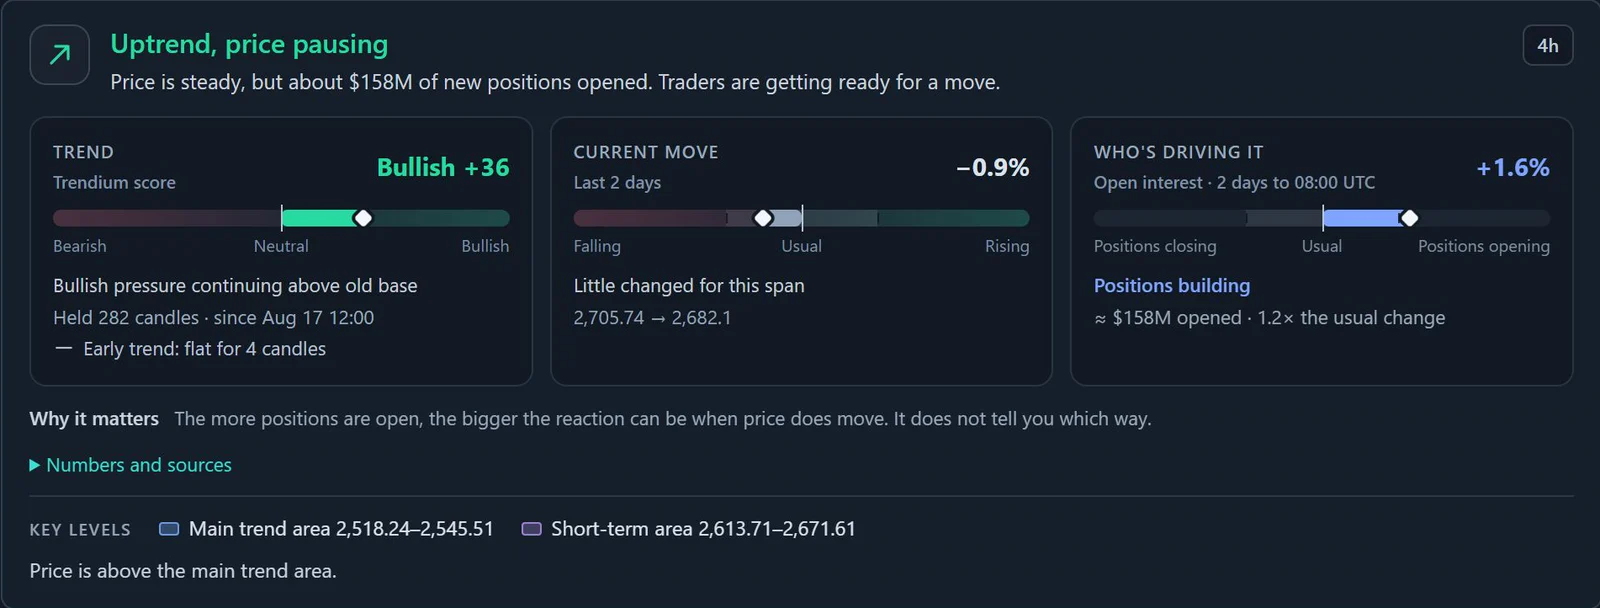 Uptrend, price pausing
4h
Price is steady, but about $158M of new positions opened. Traders are getting ready for a move.
TREND
Trendium score
Bullish +36
Bearish
Neutral
Bullish
Bullish pressure continuing above old base
Held 282 candles · since Aug 17 12:00
— Early trend: flat for 4 candles
CURRENT MOVE
Last 2 days
−0.9%
Falling
Usual
Rising
Little changed for this span
2,705.74 → 2,682.1
WHO'S DRIVING IT
Open interest · 2 days to 08:00 UTC
+1.6%
Positions closing
Usual
Positions opening
Positions building
≈ $158M opened · 1.2× the usual change
Why it matters The more positions are open, the bigger the reaction can be when price does move. It does not tell you which way.
Numbers and sources
KEY LEVELS Main trend area 2,518.24–2,545.51 Short-term area 2,613.71–2,671.61
Price is above the main trend area.